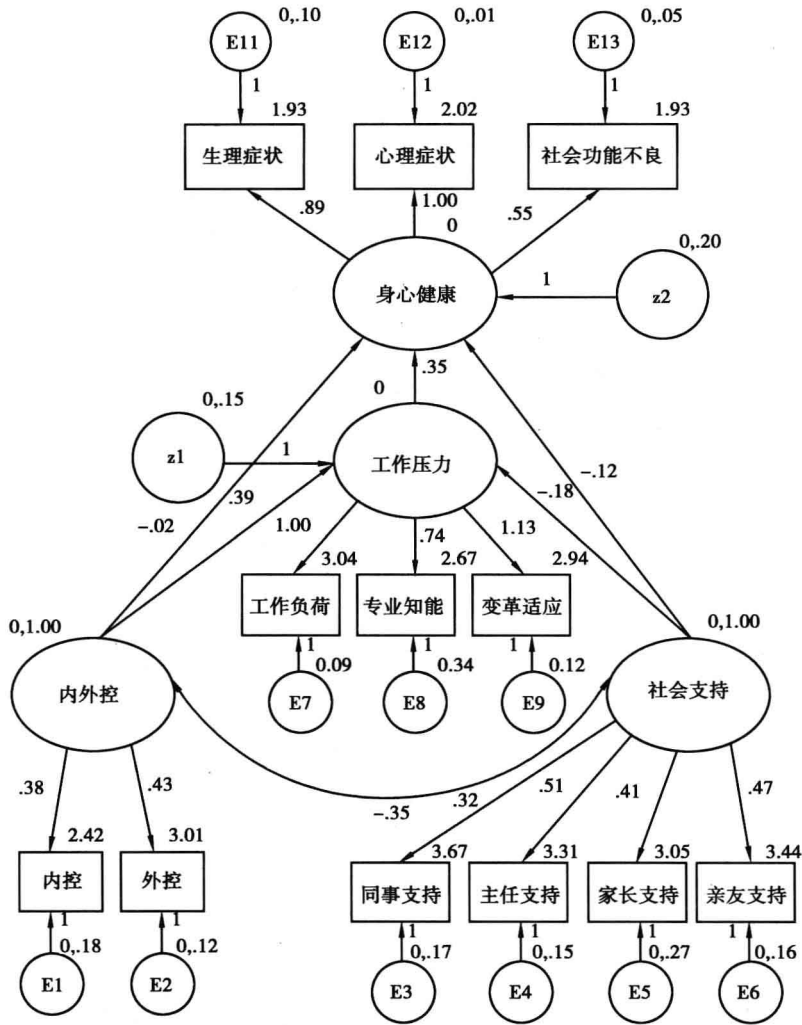 0,.10
0,.01
0,.05
E11
E12
E13
1
1
1
1.93
2.02
1.93
生理症状
心理症状
社会功能不良
.89
1.00
.55
0
0,.20
身心健康
1
z2
.35
0
0,.15
z1
1
工作压力
-.12
-.18
.39
-.02
1.00
.74
1.13
3.04
2.67
2.94
工作负荷
专业知能
变革适应
0,1.00
0,1.00
1
1
1
0.09
0.34
0.12
E7
E8
E9
内外控
社会支持
.38
.43
-.35
.32
.51
.41
.47
2.42
3.01
3.67
3.31
3.05
3.44
内控
外控
同事支持
主任支持
家长支持
亲友支持
1
1
1
1
1
1
0,.18
0,.12
0,.17
0,.15
0,.27
0,.16
E1
E2
E3
E4
E5
E6